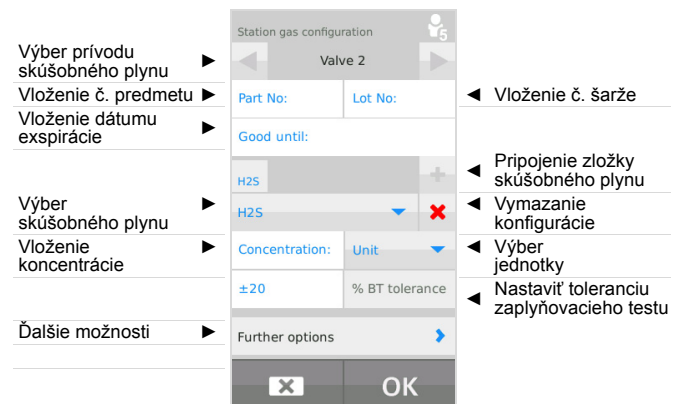 Station gas configuration
5
Výber prívodu
skúšobného plynu
Valve 2
Vloženie č. predmetu
Part No:
Lot No:
Vloženie č. šarže
Vloženie dátumu
exspirácie
Good until:
H2S
Pripojenie zložky
skúšobného plynu
Výber
skúšobného plynu
H2S
Vymazanie
konfigurácie
Vloženie
koncentrácie
Concentration:
Unit
Výber
jednotky
±20
% BT tolerance
Nastaviť toleranciu
zaplyňovacieho testu
Ďalšie možnosti
Further options
OK